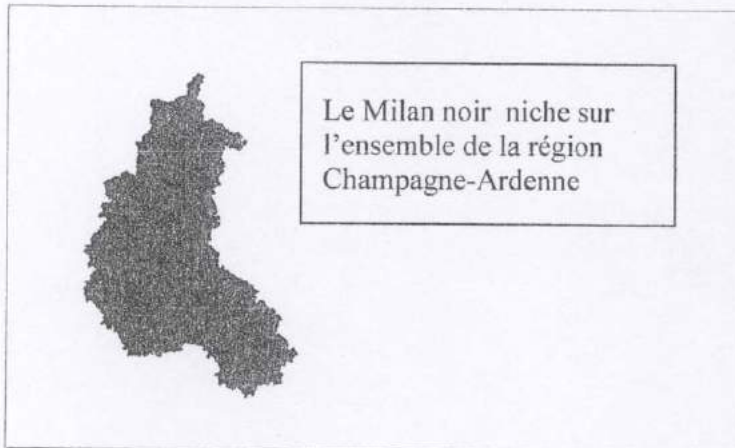 Le Milan noir niche sur
l'ensemble de la région
Champagne-Ardenne